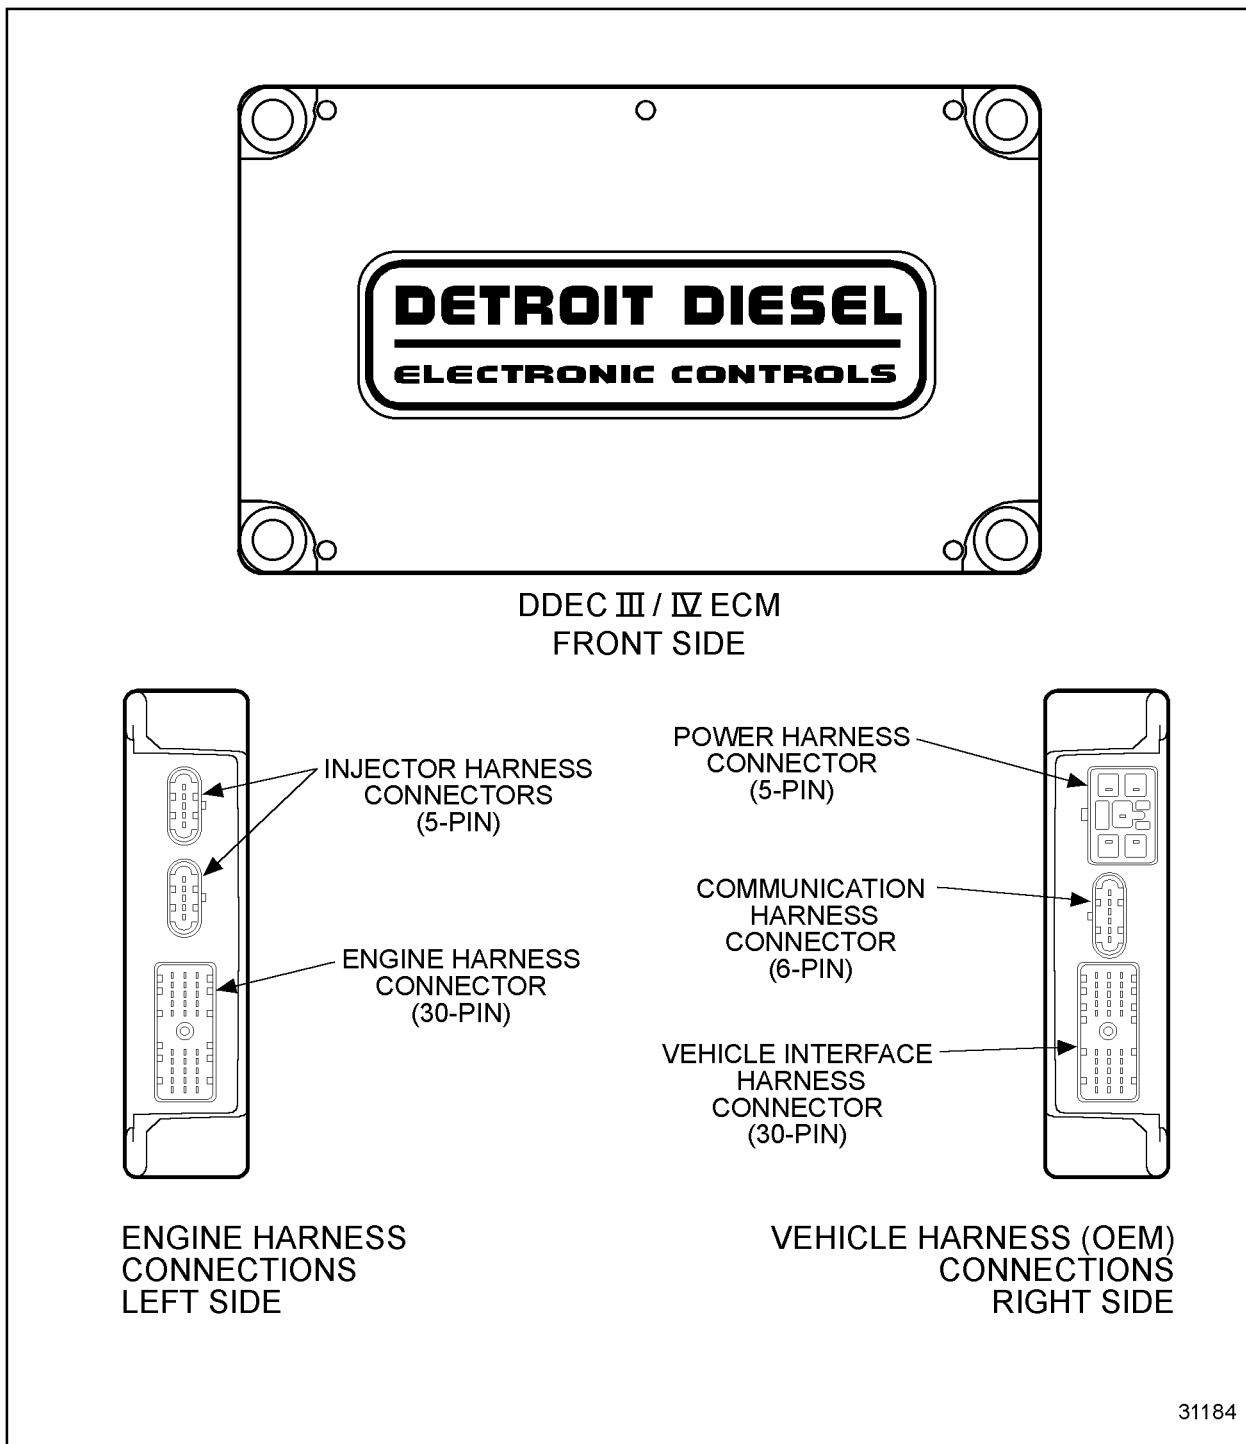 DETROIT DIESEL
ELECTRONIC CONTROLS
DDEC III / IV ECM
FRONT SIDE
INJECTOR HARNESS
CONNECTORS
(5-PIN)
ENGINE HARNESS
CONNECTOR
(30-PIN)
POWER HARNESS
CONNECTOR
(5-PIN)
COMMUNICATION
HARNESS
CONNECTOR
(6-PIN)
VEHICLE INTERFACE
HARNESS
CONNECTOR
(30-PIN)
ENGINE HARNESS
CONNECTIONS
LEFT SIDE
VEHICLE HARNESS (OEM)
CONNECTIONS
RIGHT SIDE
31184